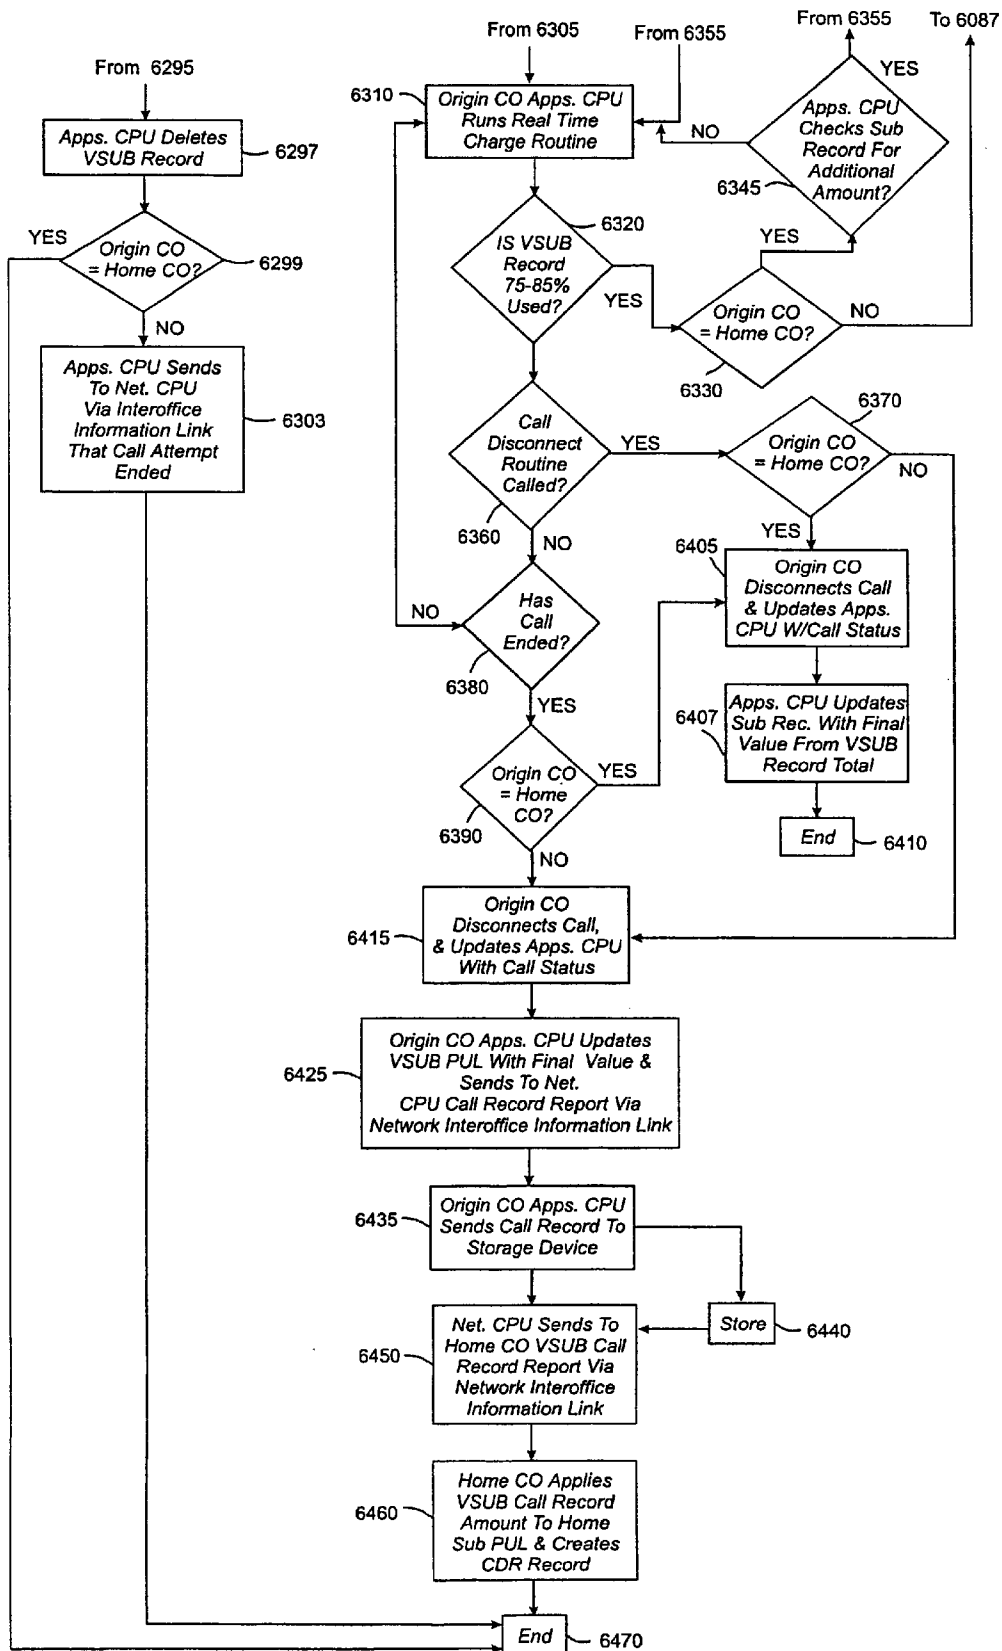 From 6295
Apps. CPU Deletes
VSUB Record
6297
YES
Origin CO
= Home CO?
6299
NO
Apps. CPU Sends
To Net. CPU
Via Interoffice
Information Link
That Call Attempt
Ended
6303
From 6305
From 6355
6310
Origin CO Apps. CPU
Runs Real Time
Charge Routine
From 6355
To 6087
YES
NO
Apps. CPU
Checks Sub
Record For
Additional
Amount?
6345
6320
IS VSUB
Record
75-85%
Used?
YES
YES
Origin CO
= Home CO?
NO
6330
Call
Disconnect
Routine
Called?
YES
6360
NO
6370
Origin CO
= Home CO?
NO
YES
NO
Has
Call
Ended?
6380
YES
6405
Origin CO
Disconnects Call
& Updates Apps.
CPU W/Call Status
6407
Apps. CPU Updates
Sub Rec. With Final
Value From VSUB
Record Total
End
6410
Origin CO
= Home
CO?
YES
6390
NO
6415
Origin CO
Disconnects Call,
& Updates Apps. CPU
With Call Status
6425
Origin CO Apps. CPU Updates
VSUB PUL With Final Value &
Sends To Net.
CPU Call Record Report Via
Network Interoffice Information Link
6435
Origin CO Apps. CPU
Sends Call Record To
Storage Device
Store
6440
6450
Net. CPU Sends To
Home CO VSUB Call
Record Report Via
Network Interoffice
Information Link
6460
Home CO Applies
VSUB Call Record
Amount To Home
Sub PUL & Creates
CDR Record
End
6470